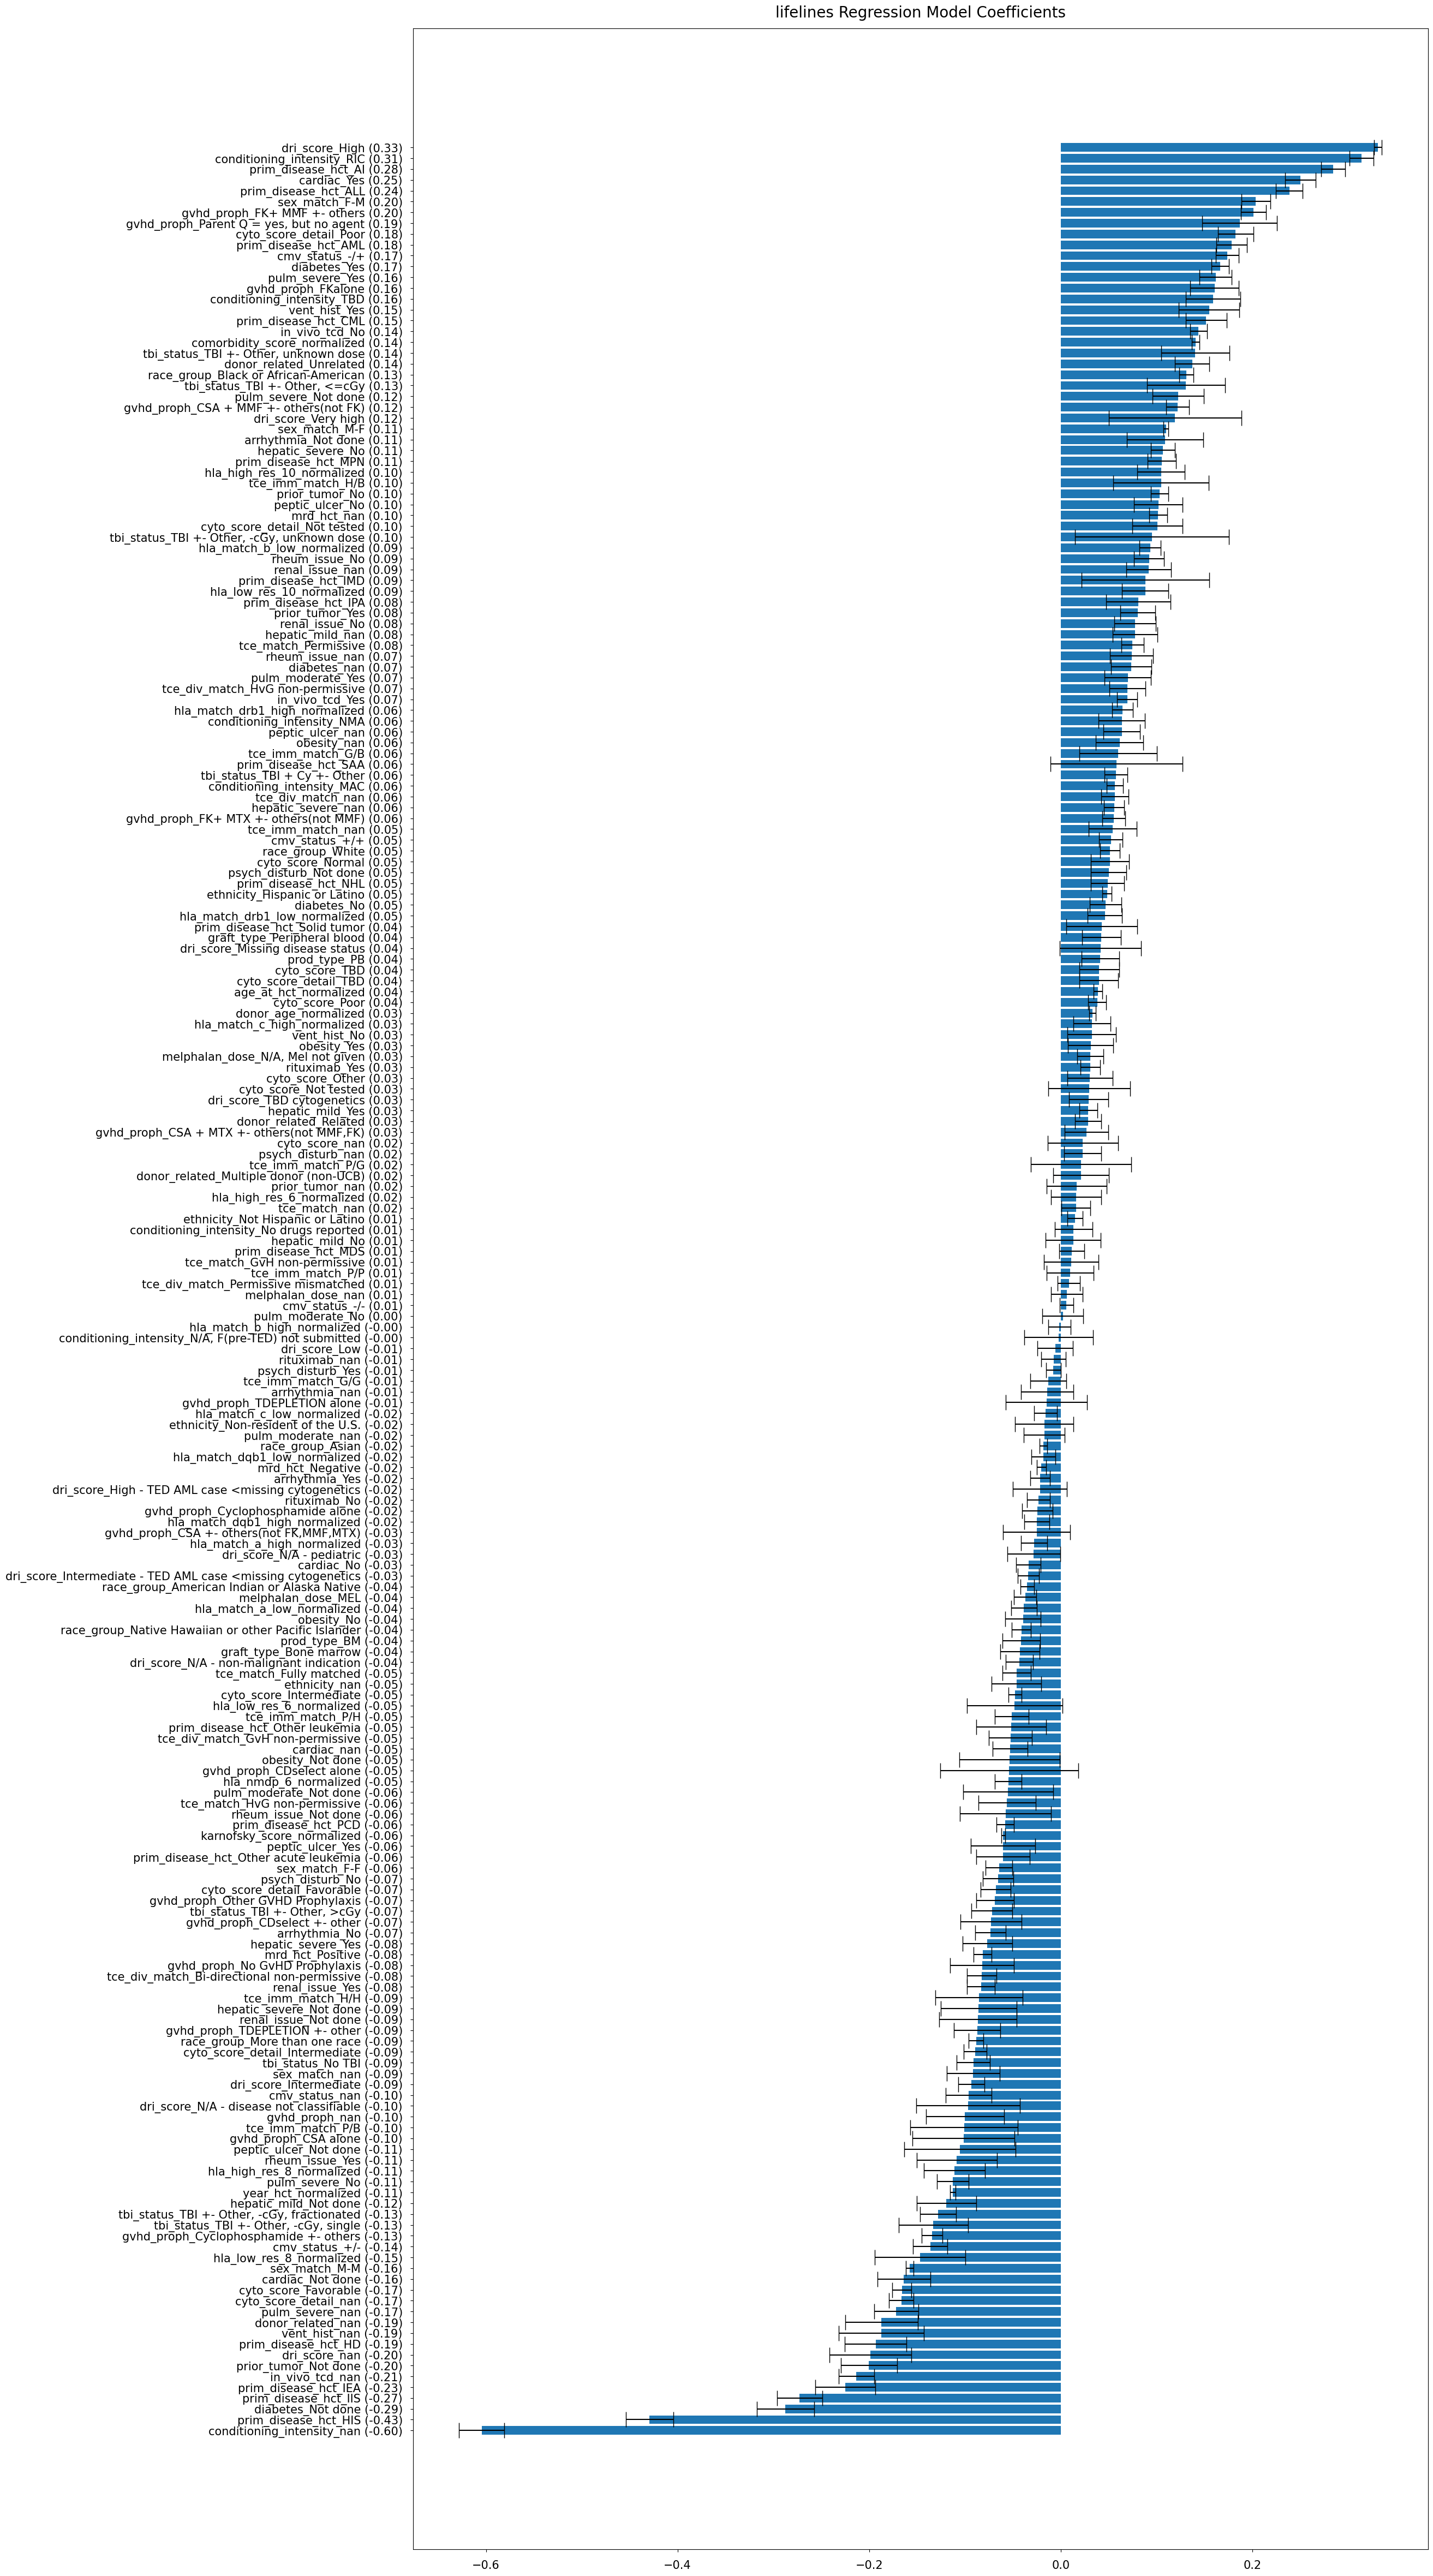 lifelines Regression Model Coefficients
dri_score_High (0.33)
conditioning_intensity_RIC (0.31)
prim_disease_hct_AI (0.28)
cardiac_Yes (0.25)
prim_disease_hct_ALL (0.24)
sex_match_F-M (0.20)
gvhd_proph_FK+ MMF +- others (0.20)
gvhd_proph_Parent Q = yes, but no agent (0.19)
cyto_score_detail_Poor (0.18)
prim_disease_hct_AML (0.18)
cmv_status_-/+ (0.17)
diabetes_Yes (0.17)
pulm_severe_Yes (0.16)
gvhd_proph_FKalone (0.16)
conditioning_intensity_TBD (0.16)
vent_hist_Yes (0.15)
prim_disease_hct_CML (0.15)
in_vivo_tcd_No (0.14)
comorbidity_score_normalized (0.14)
tbi_status_TBI +- Other, unknown dose (0.14)
donor_related_Unrelated (0.14)
race_group_Black or African-American (0.13)
tbi_status_TBI +- Other, <=cGy (0.13)
pulm_severe_Not done (0.12)
gvhd_proph_CSA + MMF +- others(not FK) (0.12)
dri_score_Very high (0.12)
sex_match_M-F (0.11)
arrhythmia_Not done (0.11)
hepatic_severe_No (0.11)
prim_disease_hct_MPN (0.11)
hla_high_res_10_normalized (0.10)
tce_imm_match_H/B (0.10)
prior_tumor_No (0.10)
peptic_ulcer_No (0.10)
mrd_hct_nan (0.10)
cyto_score_detail_Not tested (0.10)
tbi_status_TBI +- Other, -cGy, unknown dose (0.10)
hla_match_b_low_normalized (0.09)
rheum_issue_No (0.09)
renal_issue_nan (0.09)
prim_disease_hct_IMD (0.09)
hla_low_res_10_normalized (0.09)
prim_disease_hct_IPA (0.08)
prior_tumor_Yes (0.08)
renal_issue_No (0.08)
hepatic_mild_nan (0.08)
tce_match_Permissive (0.08)
rheum_issue_nan (0.07)
diabetes_nan (0.07)
pulm_moderate_Yes (0.07)
tce_div_match_HvG non-permissive (0.07)
in_vivo_tcd_Yes (0.07)
hla_match_drb1_high_normalized (0.06)
conditioning_intensity_NMA (0.06)
peptic_ulcer_nan (0.06)
obesity_nan (0.06)
tce_imm_match_G/B (0.06)
prim_disease_hct_SAA (0.06)
tbi_status_TBI + Cy +- Other (0.06)
conditioning_intensity_MAC (0.06)
tce_div_match_nan (0.06)
hepatic_severe_nan (0.06)
gvhd_proph_FK+ MTX +- others(not MMF) (0.06)
tce_imm_match_nan (0.05)
cmv_status_+/+ (0.05)
race_group_White (0.05)
cyto_score_Normal (0.05)
psych_disturb_Not done (0.05)
prim_disease_hct_NHL (0.05)
ethnicity_Hispanic or Latino (0.05)
diabetes_No (0.05)
hla_match_drb1_low_normalized (0.05)
prim_disease_hct_Solid tumor (0.04)
graft_type_Peripheral blood (0.04)
dri_score_Missing disease status (0.04)
prod_type_PB (0.04)
cyto_score_TBD (0.04)
cyto_score_detail_TBD (0.04)
age_at_hct_normalized (0.04)
cyto_score_Poor (0.04)
donor_age_normalized (0.03)
hla_match_c_high_normalized (0.03)
vent_hist_No (0.03)
obesity_Yes (0.03)
melphalan_dose_N/A, Mel not given (0.03)
rituximab_Yes (0.03)
cyto_score_Other (0.03)
cyto_score_Not tested (0.03)
dri_score_TBD cytogenetics (0.03)
hepatic_mild_Yes (0.03)
donor_related_Related (0.03)
gvhd_proph_CSA + MTX +- others(not MMF,FK) (0.03)
cyto_score_nan (0.02)
psych_disturb_nan (0.02)
tce_imm_match_P/G (0.02)
donor_related_Multiple donor (non-UCB) (0.02)
prior_tumor_nan (0.02)
hla_high_res_6_normalized (0.02)
tce_match_nan (0.02)
ethnicity_Not Hispanic or Latino (0.01)
conditioning_intensity_No drugs reported (0.01)
hepatic_mild_No (0.01)
prim_disease_hct_MDS (0.01)
tce_match_GvH non-permissive (0.01)
tce_imm_match_P/P (0.01)
tce_div_match_Permissive mismatched (0.01)
melphalan_dose_nan (0.01)
cmv_status_-/- (0.01)
pulm_moderate_No (0.00)
hla_match_b_high_normalized (-0.00)
conditioning_intensity_N/A, F(pre-TED) not submitted (-0.00)
dri_score_Low (-0.01)
rituximab_nan (-0.01)
psych_disturb_Yes (-0.01)
tce_imm_match_G/G (-0.01)
arrhythmia_nan (-0.01)
gvhd_proph_TDEPLETION alone (-0.01)
hla_match_c_low_normalized (-0.02)
ethnicity_Non-resident of the U.S. (-0.02)
pulm_moderate_nan (-0.02)
race_group_Asian (-0.02)
hla_match_dqb1_low_normalized (-0.02)
mrd_hct_Negative (-0.02)
arrhythmia_Yes (-0.02)
dri_score_High - TED AML case <missing cytogenetics (-0.02)
rituximab_No (-0.02)
gvhd_proph_Cyclophosphamide alone (-0.02)
hla_match_dqb1_high_normalized (-0.02)
gvhd_proph_CSA +- others(not FK,MMF,MTX) (-0.03)
hla_match_a_high_normalized (-0.03)
dri_score_N/A - pediatric (-0.03)
cardiac_No (-0.03)
dri_score_Intermediate - TED AML case <missing cytogenetics (-0.03)
race_group_American Indian or Alaska Native (-0.04)
melphalan_dose_MEL (-0.04)
hla_match_a_low_normalized (-0.04)
obesity_No (-0.04)
race_group_Native Hawaiian or other Pacific Islander (-0.04)
prod_type_BM (-0.04)
graft_type_Bone marrow (-0.04)
dri_score_N/A - non-malignant indication (-0.04)
tce_match_Fully matched (-0.05)
ethnicity_nan (-0.05)
cyto_score_Intermediate (-0.05)
hla_low_res_6_normalized (-0.05)
tce_imm_match_P/H (-0.05)
prim_disease_hct_Other leukemia (-0.05)
tce_div_match_GvH non-permissive (-0.05)
cardiac_nan (-0.05)
obesity_Not done (-0.05)
gvhd_proph_CDselect alone (-0.05)
hla_nmdp_6_normalized (-0.05)
pulm_moderate_Not done (-0.06)
tce_match_HvG non-permissive (-0.06)
rheum_issue_Not done (-0.06)
prim_disease_hct_PCD (-0.06)
karnofsky_score_normalized (-0.06)
peptic_ulcer_Yes (-0.06)
prim_disease_hct_Other acute leukemia (-0.06)
sex_match_F-F (-0.06)
psych_disturb_No (-0.07)
cyto_score_detail_Favorable (-0.07)
gvhd_proph_Other GVHD Prophylaxis (-0.07)
tbi_status_TBI +- Other, >cGy (-0.07)
gvhd_proph_CDselect +- other (-0.07)
arrhythmia_No (-0.07)
hepatic_severe_Yes (-0.08)
mrd_hct_Positive (-0.08)
gvhd_proph_No GvHD Prophylaxis (-0.08)
tce_div_match_Bi-directional non-permissive (-0.08)
renal_issue_Yes (-0.08)
tce_imm_match_H/H (-0.09)
hepatic_severe_Not done (-0.09)
renal_issue_Not done (-0.09)
gvhd_proph_TDEPLETION +- other (-0.09)
race_group_More than one race (-0.09)
cyto_score_detail_Intermediate (-0.09)
tbi_status_No TBI (-0.09)
sex_match_nan (-0.09)
dri_score_Intermediate (-0.09)
cmv_status_nan (-0.10)
dri_score_N/A - disease not classifiable (-0.10)
gvhd_proph_nan (-0.10)
tce_imm_match_P/B (-0.10)
gvhd_proph_CSA alone (-0.10)
peptic_ulcer_Not done (-0.11)
rheum_issue_Yes (-0.11)
hla_high_res_8_normalized (-0.11)
pulm_severe_No (-0.11)
year_hct_normalized (-0.11)
hepatic_mild_Not done (-0.12)
tbi_status_TBI +- Other, -cGy, fractionated (-0.13)
tbi_status_TBI +- Other, -cGy, single (-0.13)
gvhd_proph_Cyclophosphamide +- others (-0.13)
cmv_status_+/- (-0.14)
hla_low_res_8_normalized (-0.15)
sex_match_M-M (-0.16)
cardiac_Not done (-0.16)
cyto_score_Favorable (-0.17)
cyto_score_detail_nan (-0.17)
pulm_severe_nan (-0.17)
donor_related_nan (-0.19)
vent_hist_nan (-0.19)
prim_disease_hct_HD (-0.19)
dri_score_nan (-0.20)
prior_tumor_Not done (-0.20)
in_vivo_tcd_nan (-0.21)
prim_disease_hct_IEA (-0.23)
prim_disease_hct_IIS (-0.27)
diabetes_Not done (-0.29)
prim_disease_hct_HIS (-0.43)
conditioning_intensity_nan (-0.60)
−0.6 −0.4 −0.2 0.0 0.2